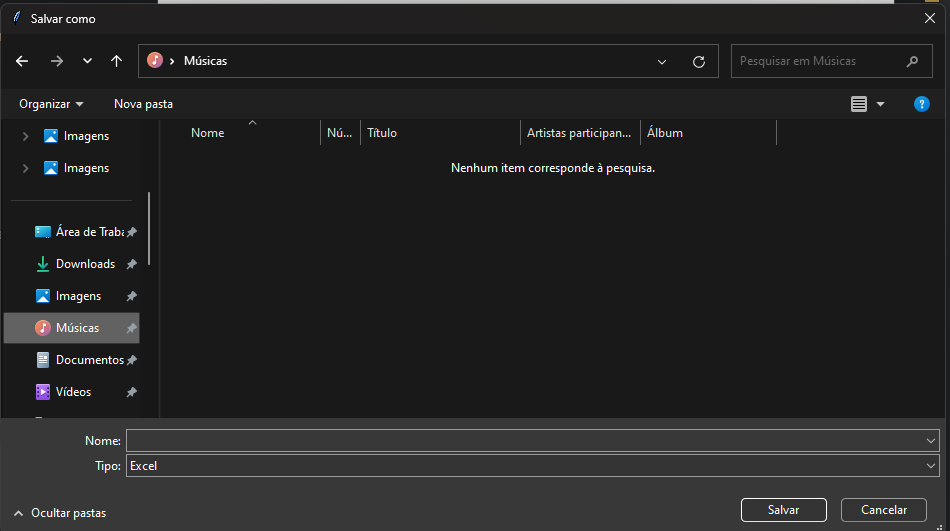 Salvar como
Músicas
Pesquisar em Músicas
Organizar
Nova pasta
?
Nome
Nú...
Título
Artistas participan...
Álbum
Imagens
Nenhum item corresponde à pesquisa.
Imagens
Área de Traba
Downloads
Imagens
Músicas
Documentos
Vídeos
Nome:
Tipo: Excel
Ocultar pastas
Salvar
Cancelar